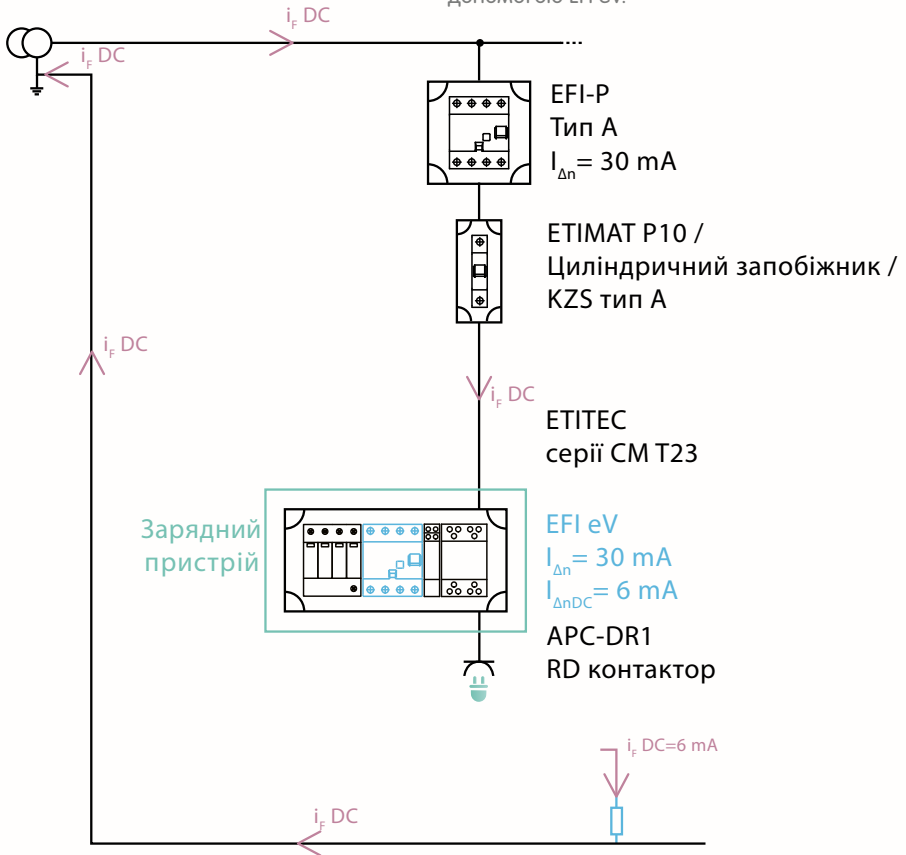 i_F DC
i_F DC
EFI-P
Тип А
I_Δn= 30 mA
ETIMAT P10 /
Циліндричний запобіжник /
KZS тип А
i_F DC
i_F DC
ETITEC
серії CM T23
Зарядний
пристрій
EFI eV
I_Δn= 30 mA
I_ΔnDC= 6 mA
APC-DR1
RD контактор
i_F DC=6 mA
i_F DC